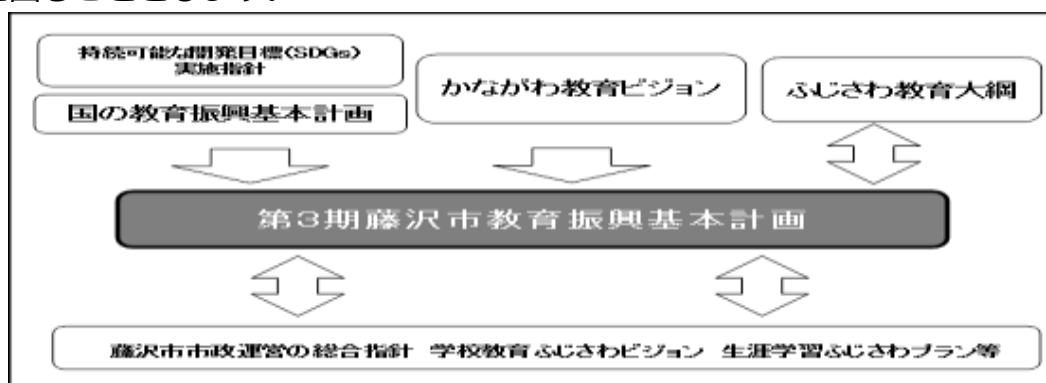 持続可能な開発目標(SDGs)
実施指針
国の教育振興基本計画
かながわ教育ビジョン
ふじさわ教育大綱
第3期藤沢市教育振興基本計画
藤沢市市政運営の総合指針 学校教育ふじさわビジョン 生涯学習ふじさわプラン等